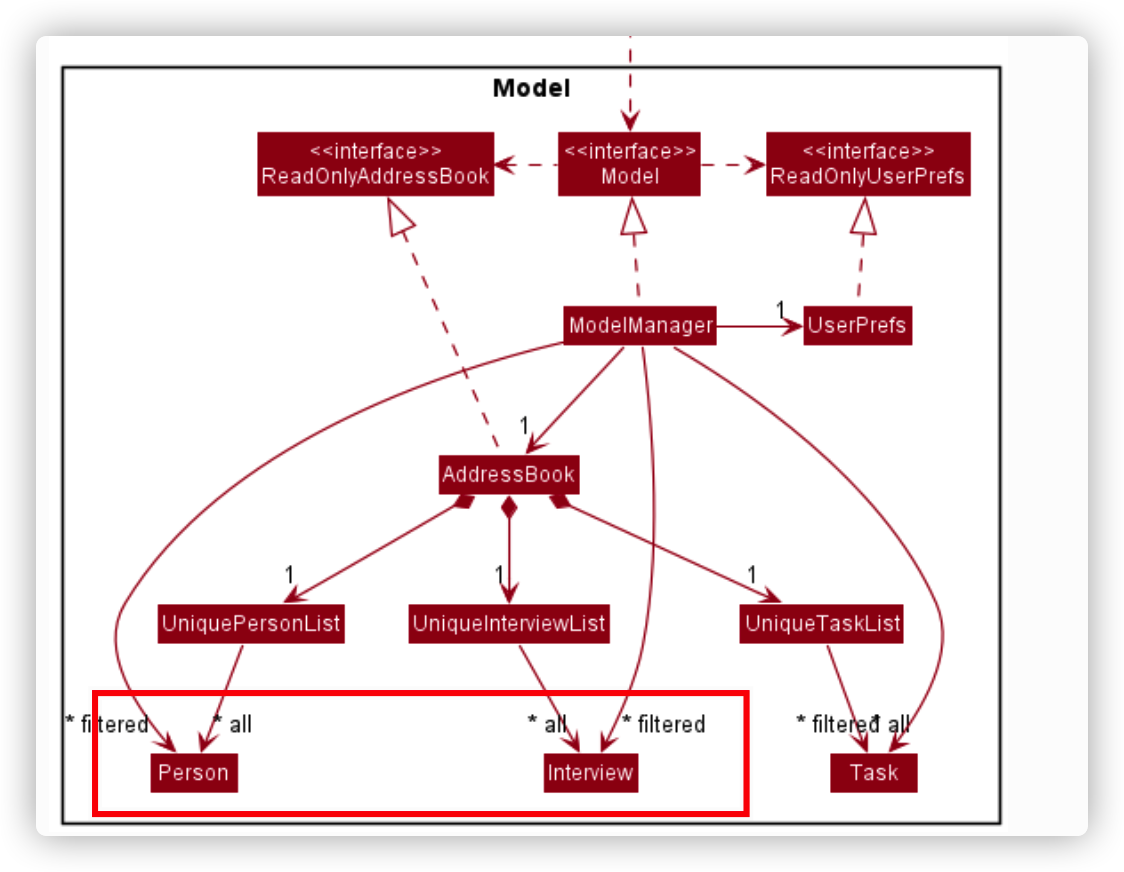 Model
<<interface>>
ReadOnlyAddressBook
<<interface>>
Model
<<interface>>
ReadOnlyUserPrefs
ModelManager
1
UserPrefs
1
AddressBook
1
1
1
UniquePersonList
UniqueInterviewList
UniqueTaskList
* filtered
* all
* all
* filtered
* filtered
* all
Person
Interview
Task